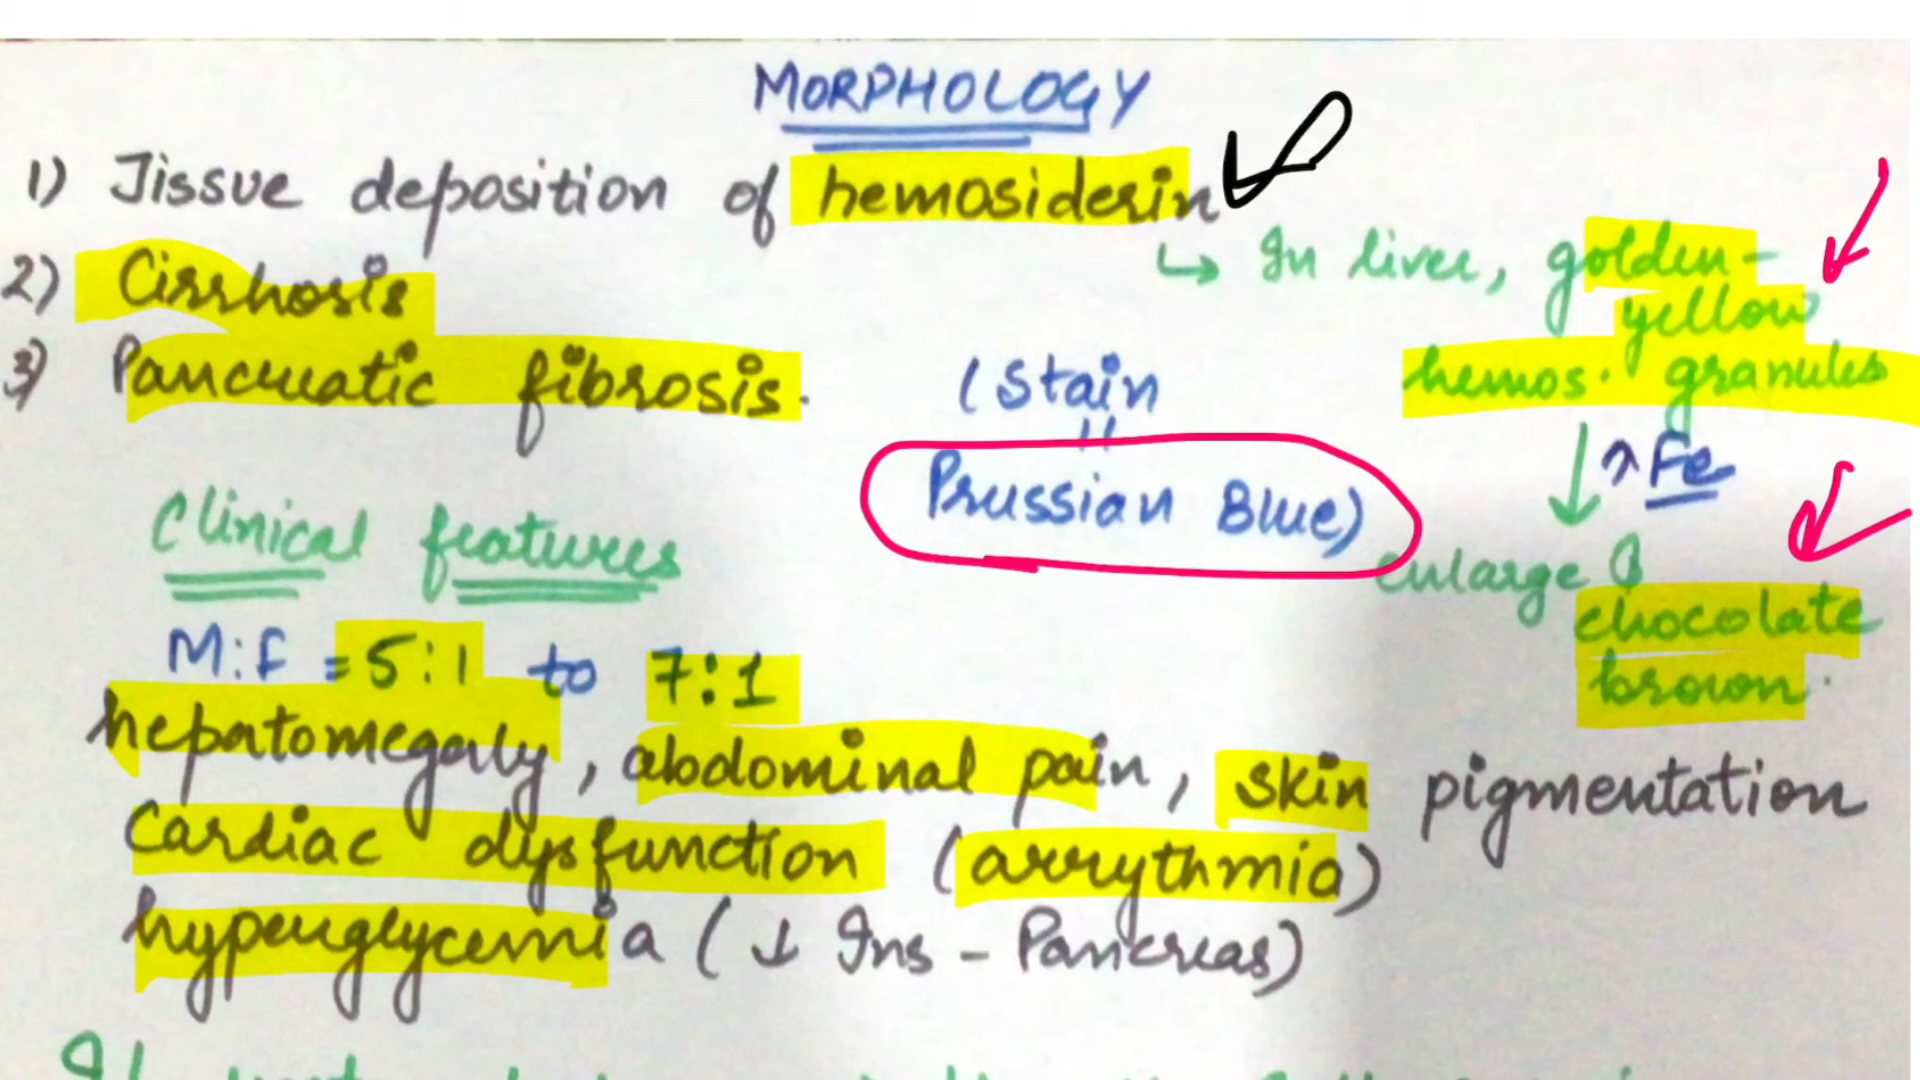 MORPHOLOGY
1) Tissue deposition of hemosiderin
↳ In liver, golden-
yellow
hemos. granules
2) Cirrhosis
3) Pancreatic fibrosis.
(Stain
"
Prussian Blue)
↓ ↑ Fe
enlarge &
chocolate
brown.
Clinical features
M:F = 5:1 to 7:1
hepatomegaly, abdominal pain, skin pigmentation
Cardiac dysfunction (arrythmia)
hyperglycemia (↓ Ins - Pancreas)